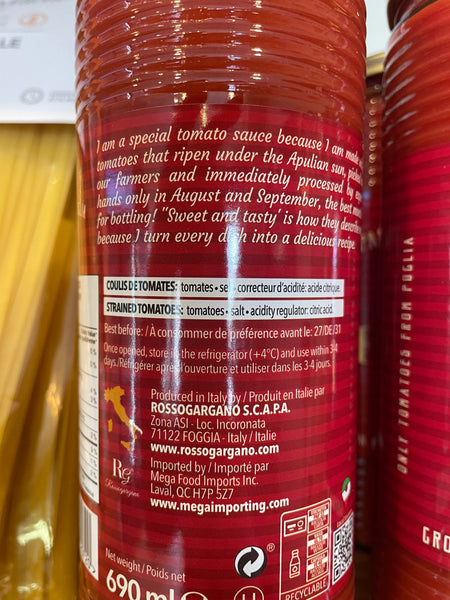 I am a special tomato sauce because I am made
tomatoes that ripen under the Apulian sun,
our farmers and immediately processed by
hands only in August and September, the best
for bottling! "Sweet and tasty' is how they
because I turn every dish into a delicious recipe.
COULIS DE TOMATES: tomates • sel • correcteur d'acidité: acide citrique.
STRAINED TOMATOES: tomatoes • salt • acidity regulator: citric acid.
Best before: / À consommer de préférence avant le: 27/DE/31
Once opened, store in the refrigerator (+4°C) and use within 3-4
days./Réfrigérer après l'ouverture et utiliser dans les 3-4 jours.
Produced in Italy by / Produit en Italie par
ROSSOGARGANO S.C.A.P.A.
Zona ASI - Loc. Incoronata
71122 FOGGIA - Italy / Italie
www.rossogargano.com
Imported by / Importé par
Mega Food Imports Inc.
Laval, QC H7P 5Z7
www.megaimporting.com
Rg
Rossogargano
Net weight / Poids net
690 ml
RECYCLABLE
ONLY TOMATOES FROM PUGLIA
GRO
LE